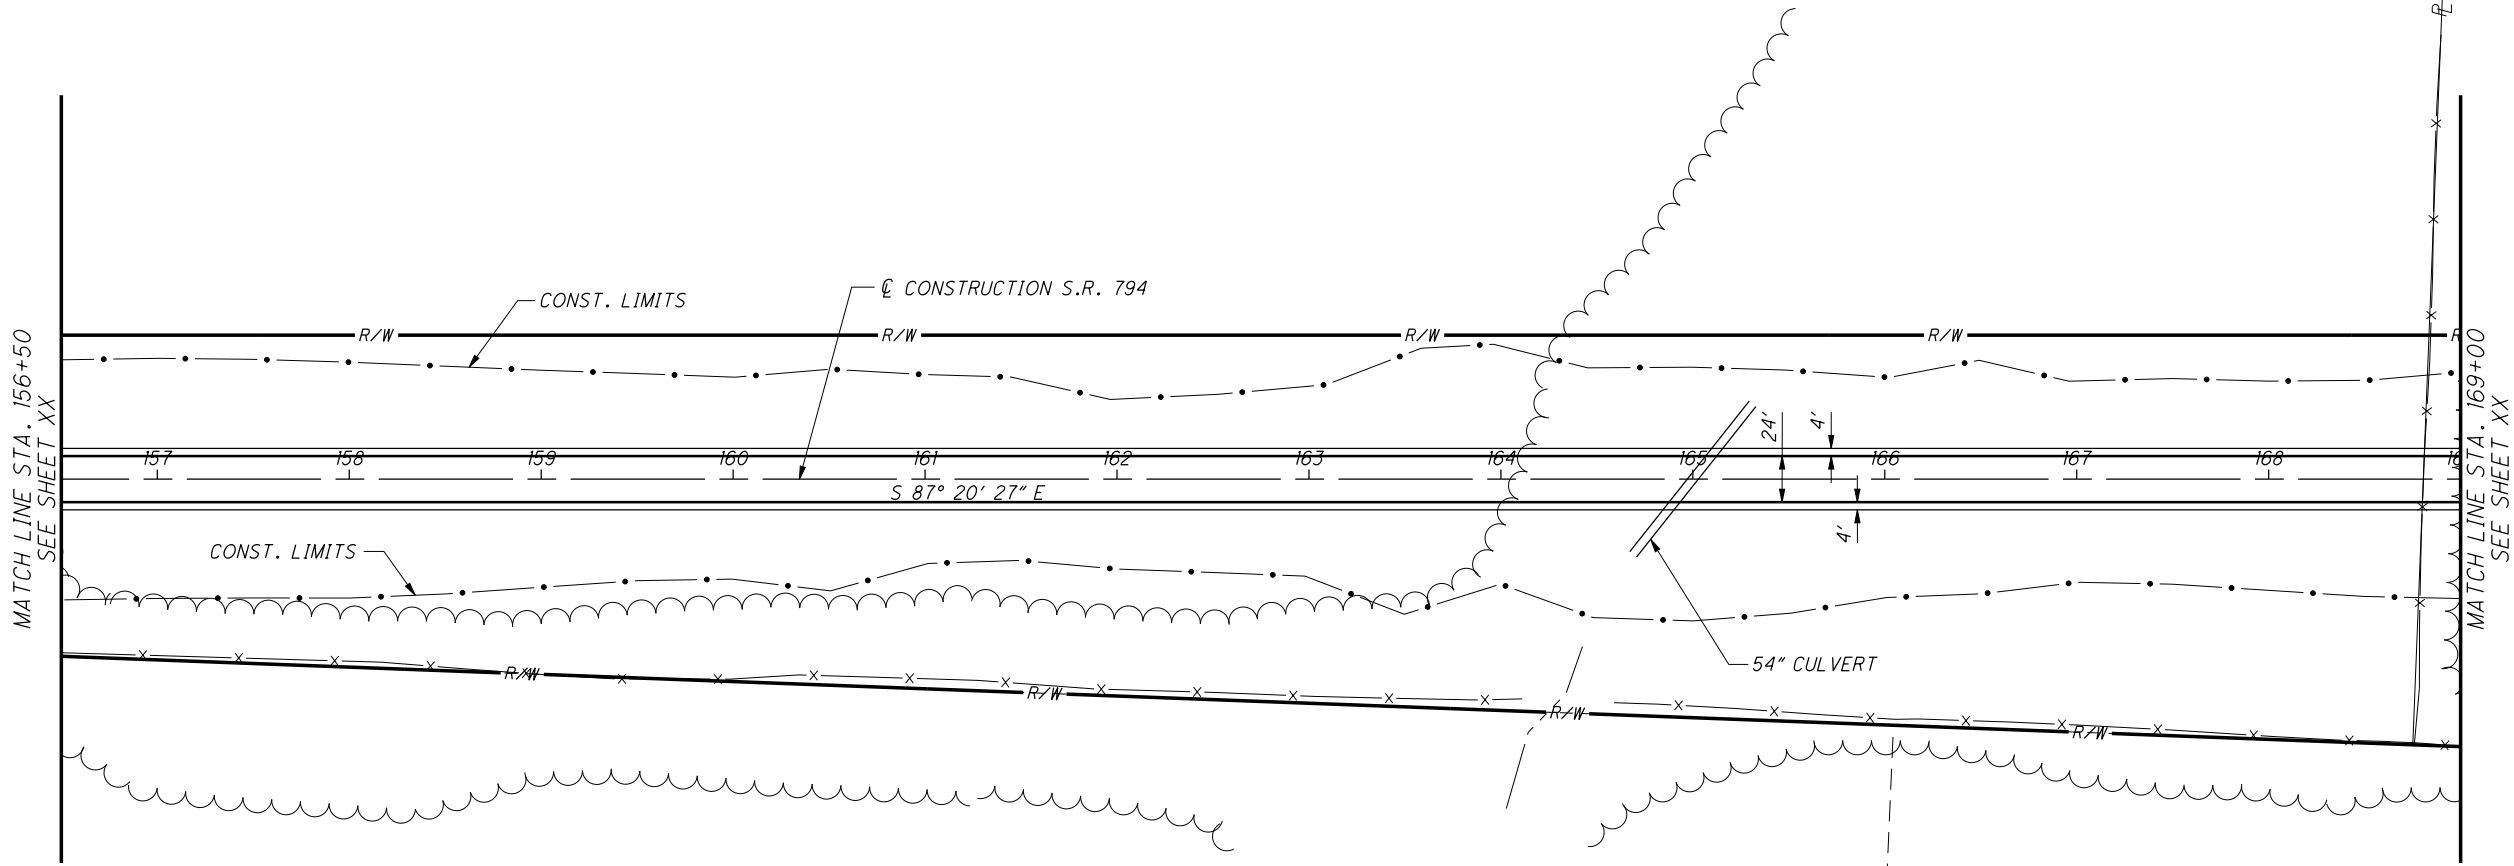 PL
CONST. LIMITS
℄ CONSTRUCTION S.R. 794
R/W
R/W
R/W
R/W
R
MATCH LINE STA. 156+50
SEE SHEET XX
MATCH LINE STA. 169+00
SEE SHEET XX
24'
4'
157
158
159
160
161
162
163
164
165
166
167
168
16
S 87° 20' 27" E
4'
CONST. LIMITS
54" CULVERT
R/W
R/W
R/W
R/W